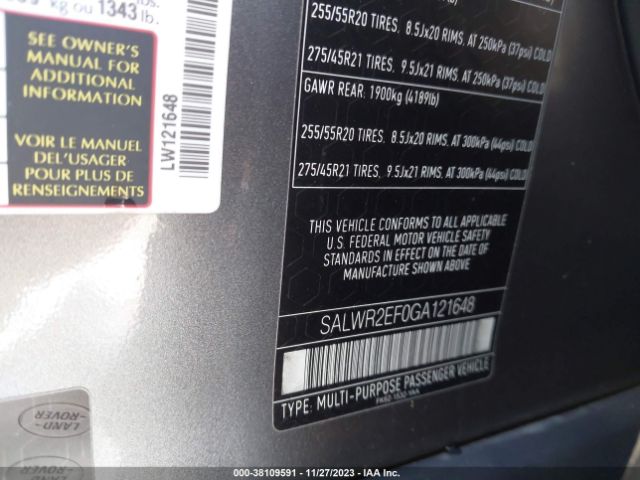 kg ou 1343 lb.
SEE OWNER'S
MANUAL FOR
ADDITIONAL
INFORMATION
VOIR LE MANUEL
DEL'USAGER
POUR PLUS DE
RENSEIGNEMENTS
LW121648
255/55R20 TIRES, 8.5Jx20 RIMS. AT 250kPa (37psi) COLD
275/45R21 TIRES, 9.5Jx21 RIMS. AT 250kPa (37psi) COLD
GAWR REAR: 1900kg (4189lb)
255/55R20 TIRES, 8.5Jx20 RIMS. AT 300kPa (44psi) COLD
275/45R21 TIRES, 9.5Jx21 RIMS. AT 300kPa (44psi) COLD
THIS VEHICLE CONFORMS TO ALL APPLICABLE
U.S. FEDERAL MOTOR VEHICLE SAFETY
STANDARDS IN EFFECT ON THE DATE OF
MANUFACTURE SHOWN ABOVE
SALWR2EF0GA121648
TYPE: MULTI-PURPOSE PASSENGER VEHICLE
LAND-
ROVER
LAND-
ROVER
000-38109591 - 11/27/2023 - IAA Inc.